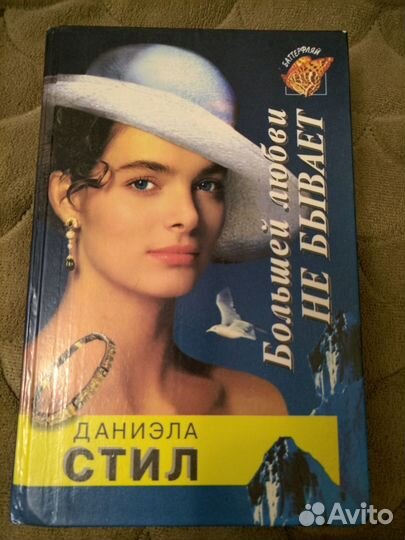 БАТТЕРФЛЯЙ
Большей любви
НЕ БЫВАЕТ
ДАНИЭЛА
СТИЛ
Avito